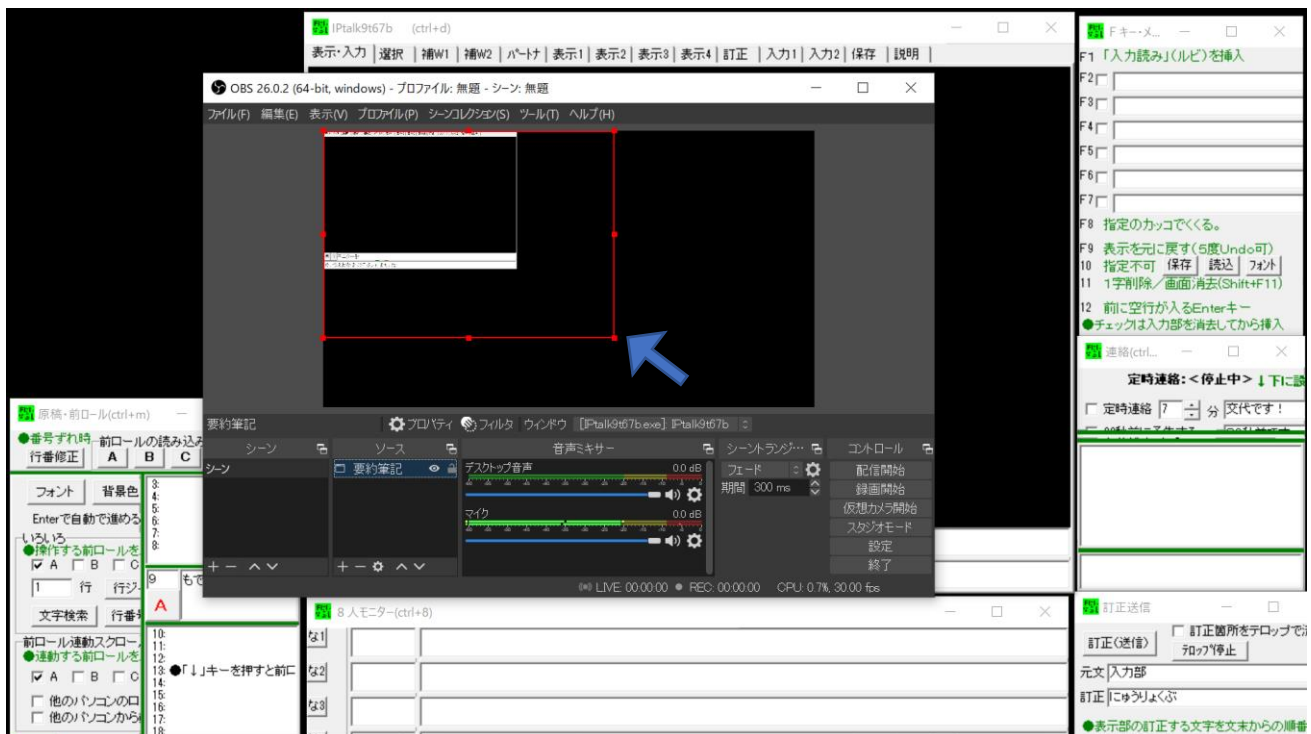 IPtalk9t67b (ctrl+d)
表示・入力 選択 補W1 補W2 パートナ 表示1 表示2 表示3 表示4 訂正 入力1 入力2 保存 説明
OBS 26.0.2 (64-bit, windows) - プロファイル: 無題 - シーン: 無題
ファイル(F) 編集(E) 表示(V) プロファイル(P) シーンコレクション(S) ツール(T) ヘルプ(H)
要約筆記
プロパティ フィルタ ウィンドウ [IPtalk9t67b.exe]: IPtalk9t67b
シーン
シーン
ソース
要約筆記
音声ミキサー
デスクトップ音声 0.0 dB
マイク 0.0 dB
シーントランジ…
フェード
期間 300 ms
コントロール
配信開始
録画開始
仮想カメラ開始
スタジオモード
設定
終了
LIVE: 00:00:00 REC: 00:00:00 CPU: 0.7%, 30.00 fps
Fキー・メ...
F1 「入力読み」(ルビ)を挿入
F2
F3
F4
F5
F6
F7
F8 指定のカッコでくくる。
F9 表示を元に戻す(5度Undo可)
10 指定不可 保存 読込 フォント
11 1字削除/画面消去(Shift+F11)
12 前に空行が入るEnterキー
●チェックは入力部を消去してから挿入
連絡(ctrl...
定時連絡:<停止中>↓下に
定時連絡 7 分 交代です!
原稿・前ロール(ctrl+m)
●番号ずれ時 前ロールの読み込み
行番修正 A B C
フォント 背景色
Enterで自動で進める
いろいろ
●操作する前ロールを
A B C
1 行 行ジ
文字検索 行番
前ロール連動スクロー
●連動する前ロールを
A B C
他のパソコンのロ
他のパソコンから
3:
4:
5:
6:
7:
8:
9 もで
A
10:
11:
12:
13: ●「↓」キーを押すと前ロ
14:
15:
16:
17:
18:
8人モニター(ctrl+8)
な1
な2
な3
訂正送信
訂正(送信) 訂正箇所をテロップで
テロップ停止
元文 入力部
訂正 にゅうりょくぶ
●表示部の訂正する文字を文末からの順番